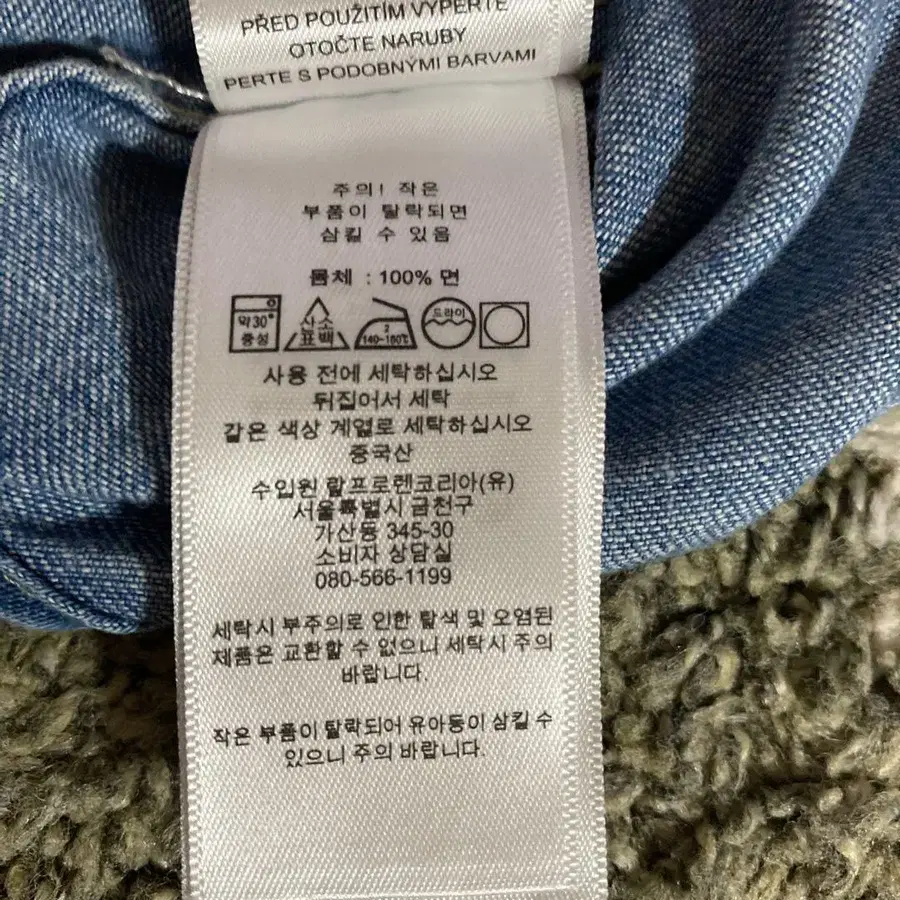 PŘED POUŽITÍM VYPERTE
OTOČTE NARUBY
PERTE S PODOBNÝMI BARVAMI
주의! 작은
부품이 탈락되면
삼킬 수 있음
몸체 : 100% 면
약30°
중성
산소
표백
2
140-160℃
드라이
사용 전에 세탁하십시오
뒤집어서 세탁
같은 색상 계열로 세탁하십시오
중국산
수입원 랄프로렌코리아(유)
서울특별시 금천구
가산동 345-30
소비자 상담실
080-566-1199
세탁시 부주의로 인한 탈색 및 오염된
제품은 교환할 수 없으니 세탁시 주의
바랍니다.
작은 부품이 탈락되어 유아동이 삼킬 수
있으니 주의 바랍니다.